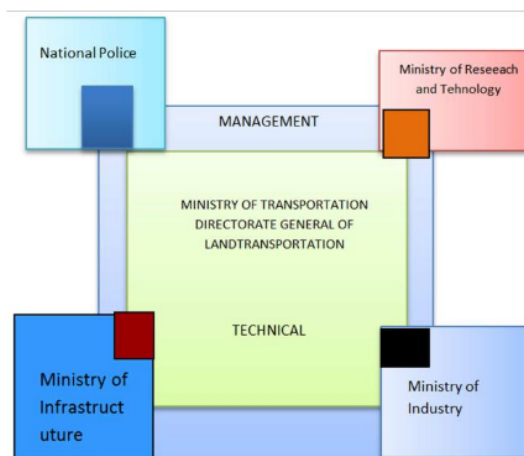 National Police
Ministry of Reseeach
and Tehnology
MANAGEMENT
MINISTRY OF TRANSPORTATION
DIRECTORATE GENERAL OF
LANDTRANSPORTATION
TECHNICAL
Ministry of
Infrastruct
uture
Ministry of
Industry